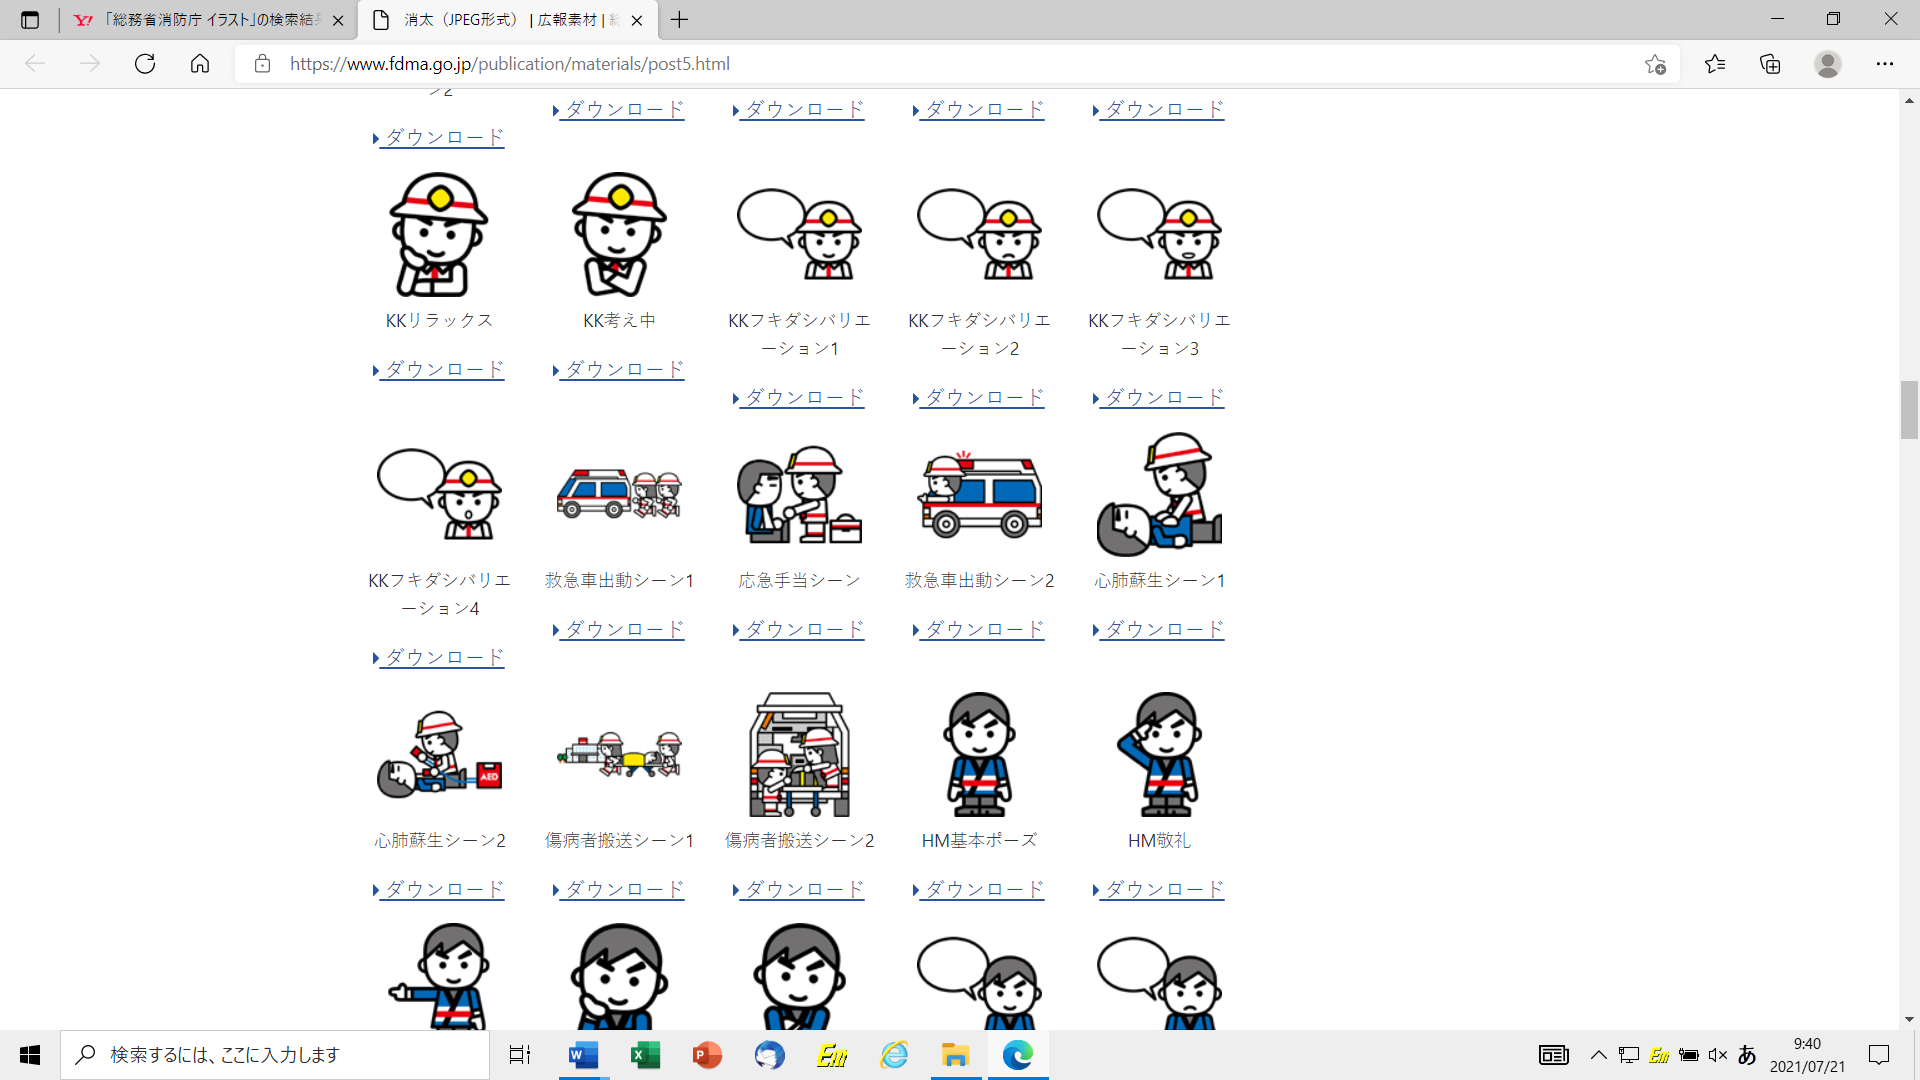 「総務省消防庁 イラスト」の検索結果
消太（JPEG形式） | 広報素材 | 総
https://www.fdma.go.jp/publication/materials/post5.html
ン2
ダウンロード
ダウンロード
ダウンロード
ダウンロード
ダウンロード
KKリラックス
KK考え中
KKフキダシバリエ
ーション1
KKフキダシバリエ
ーション2
KKフキダシバリエ
ーション3
ダウンロード
ダウンロード
ダウンロード
ダウンロード
ダウンロード
KKフキダシバリエ
ーション4
救急車出動シーン1
応急手当シーン
救急車出動シーン2
心肺蘇生シーン1
ダウンロード
ダウンロード
ダウンロード
ダウンロード
ダウンロード
AED
心肺蘇生シーン2
傷病者搬送シーン1
傷病者搬送シーン2
HM基本ポーズ
HM敬礼
ダウンロード
ダウンロード
ダウンロード
ダウンロード
ダウンロード
検索するには、ここに入力します
あ
9:40
2021/07/21